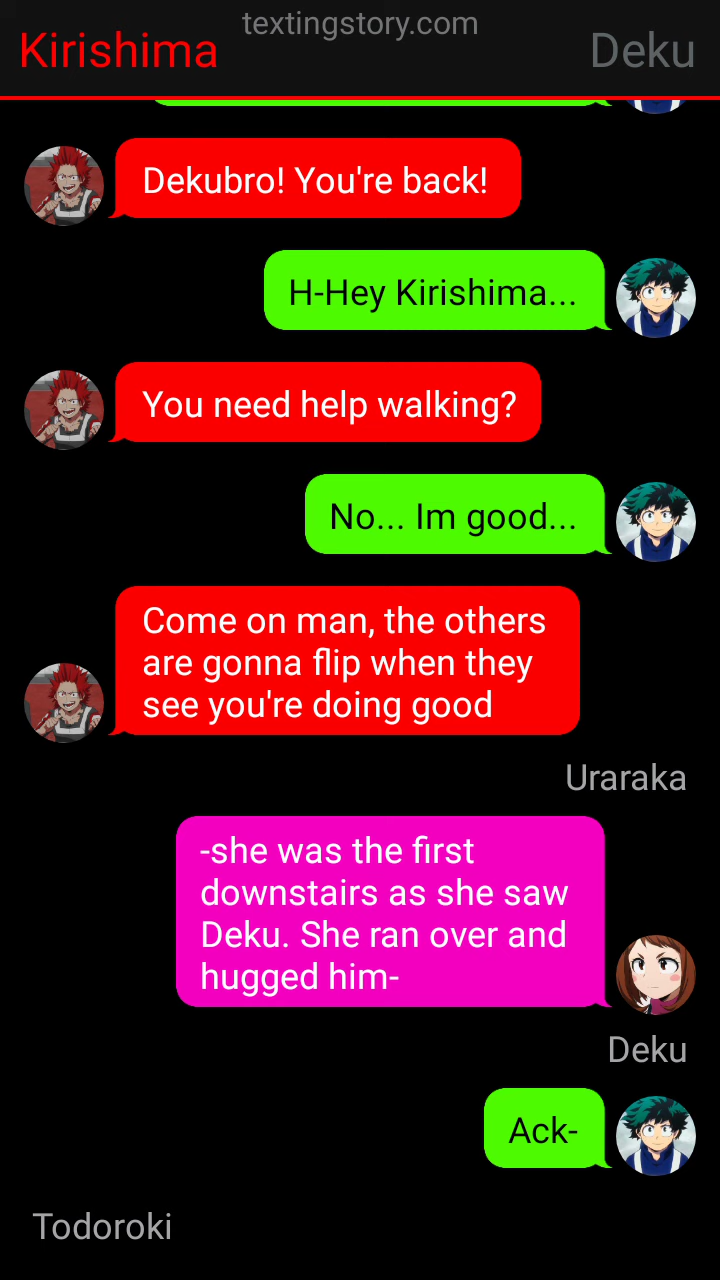 textingstory.com
Kirishima
Deku
Dekubro! You're back!
H-Hey Kirishima...
You need help walking?
No... Im good...
Come on man, the others
are gonna flip when they
see you're doing good
Uraraka
-she was the first
downstairs as she saw
Deku. She ran over and
hugged him-
Deku
Ack-
Todoroki